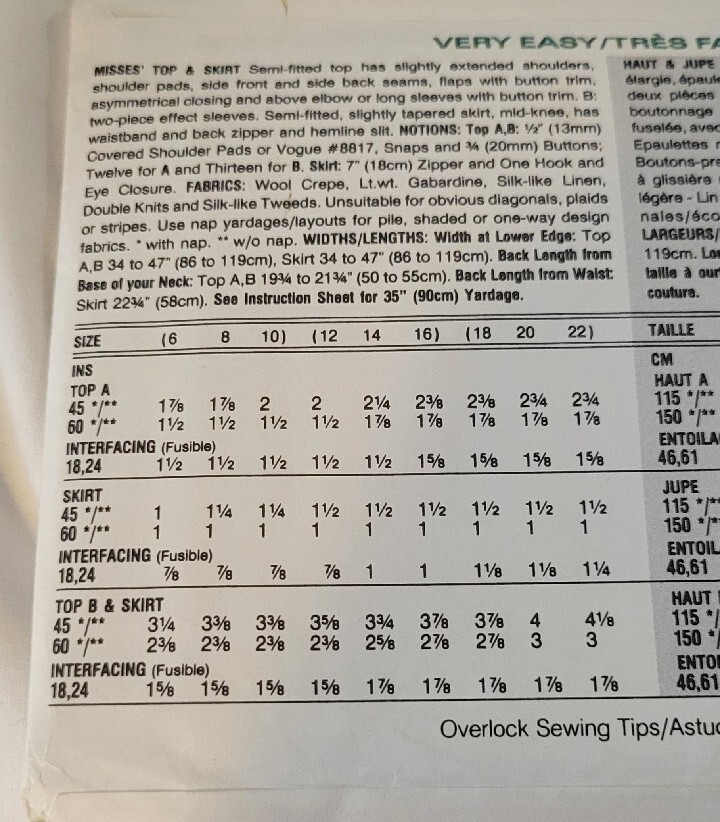 VERY EASY/TRÈS FA
MISSES' TOP & SKIRT Semi-fitted top has slightly extended shoulders,
shoulder pads, side front and side back seams, flaps with button trim,
asymmetrical closing and above elbow or long sleeves with button trim. B:
two-piece effect sleeves. Semi-fitted, slightly tapered skirt, mid-knee, has
waistband and back zipper and hemline slit. NOTIONS: Top A,B: ½" (13mm)
Covered Shoulder Pads or Vogue #8817, Snaps and ¾ (20mm) Buttons;
Twelve for A and Thirteen for B. Skirt: 7" (18cm) Zipper and One Hook and
Eye Closure. FABRICS: Wool Crepe, Lt.wt. Gabardine, Silk-like Linen,
Double Knits and Silk-like Tweeds. Unsuitable for obvious diagonals, plaids
or stripes. Use nap yardages/layouts for pile, shaded or one-way design
fabrics. * with nap. ** w/o nap. WIDTHS/LENGTHS: Width at Lower Edge: Top
A,B 34 to 47" (86 to 119cm), Skirt 34 to 47" (86 to 119cm). Back Length from
Base of your Neck: Top A,B 19¾ to 21¾" (50 to 55cm). Back Length from Waist:
Skirt 22¾" (58cm). See Instruction Sheet for 35" (90cm) Yardage.
HAUT & JUPE
élargie, épaule
deux pièces
boutonnage
fuselée, avec
Epaulettes
Boutons-pre
à glissière
légère - Lin
nales/éco
LARGEURS/
119cm. Lon
taille à our
couture.
SIZE (6 8 10) (12 14 16) (18 20 22) TAILLE
INS CM
TOP A HAUT A
45 */** 1⅞ 1⅞ 2 2 2¼ 2⅜ 2⅜ 2¾ 2¾ 115 */**
60 */** 1½ 1½ 1½ 1½ 1⅞ 1⅞ 1⅞ 1⅞ 1⅞ 150 */**
INTERFACING (Fusible) ENTOILA
18,24 1½ 1½ 1½ 1½ 1½ 1⅝ 1⅝ 1⅝ 1⅝ 46,61
SKIRT JUPE
45 */** 1 1¼ 1¼ 1½ 1½ 1½ 1½ 1½ 1½ 115 */**
60 */** 1 1 1 1 1 1 1 1 1 150 */**
INTERFACING (Fusible) ENTOIL
18,24 ⅞ ⅞ ⅞ ⅞ 1 1 1⅛ 1⅛ 1¼ 46,61
TOP B & SKIRT HAUT
45 */** 3¼ 3⅜ 3⅜ 3⅝ 3¾ 3⅞ 3⅞ 4 4⅛ 115 */
60 */** 2⅜ 2⅜ 2⅜ 2⅜ 2⅝ 2⅞ 2⅞ 3 3 150 */
INTERFACING (Fusible) ENTOI
18,24 1⅝ 1⅝ 1⅝ 1⅝ 1⅞ 1⅞ 1⅞ 1⅞ 1⅞ 46,61
Overlock Sewing Tips/Astuc